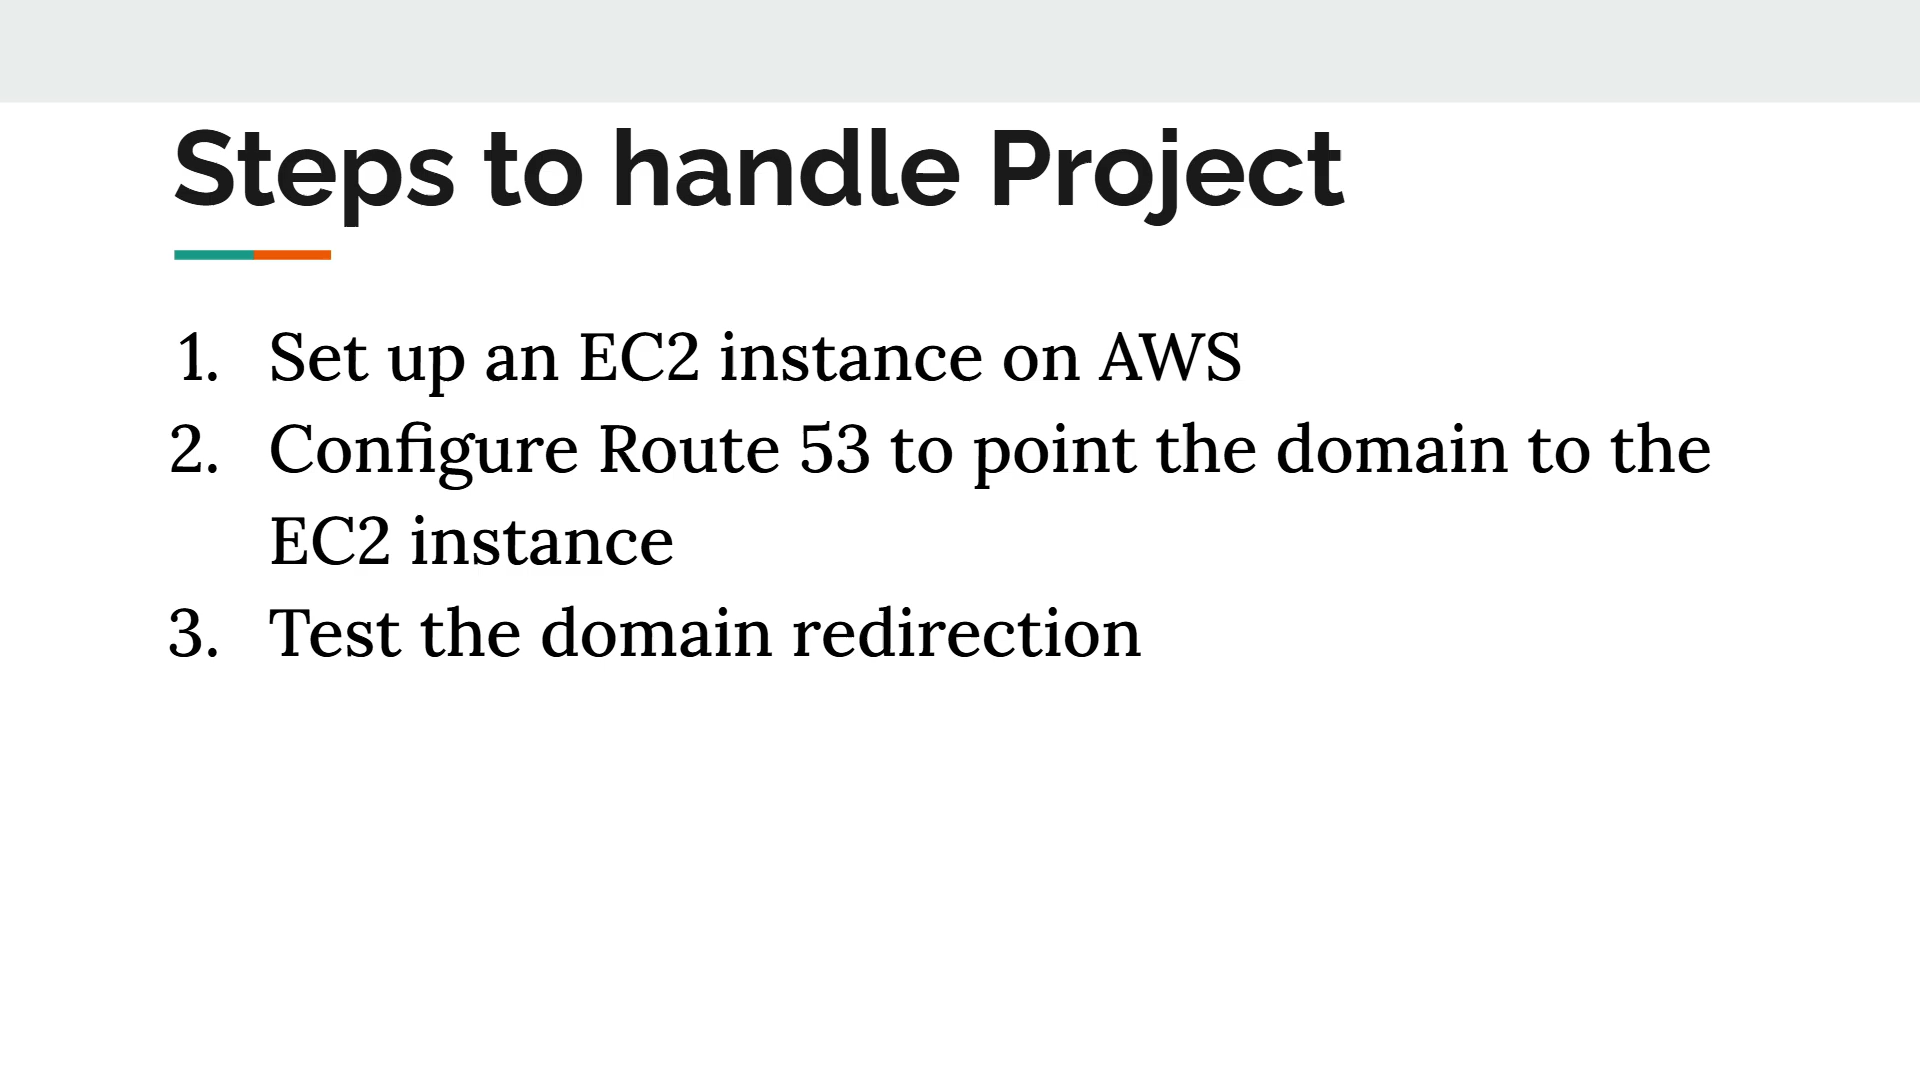 Steps to handle Project
1. Set up an EC2 instance on AWS
2. Configure Route 53 to point the domain to the
EC2 instance
3. Test the domain redirection